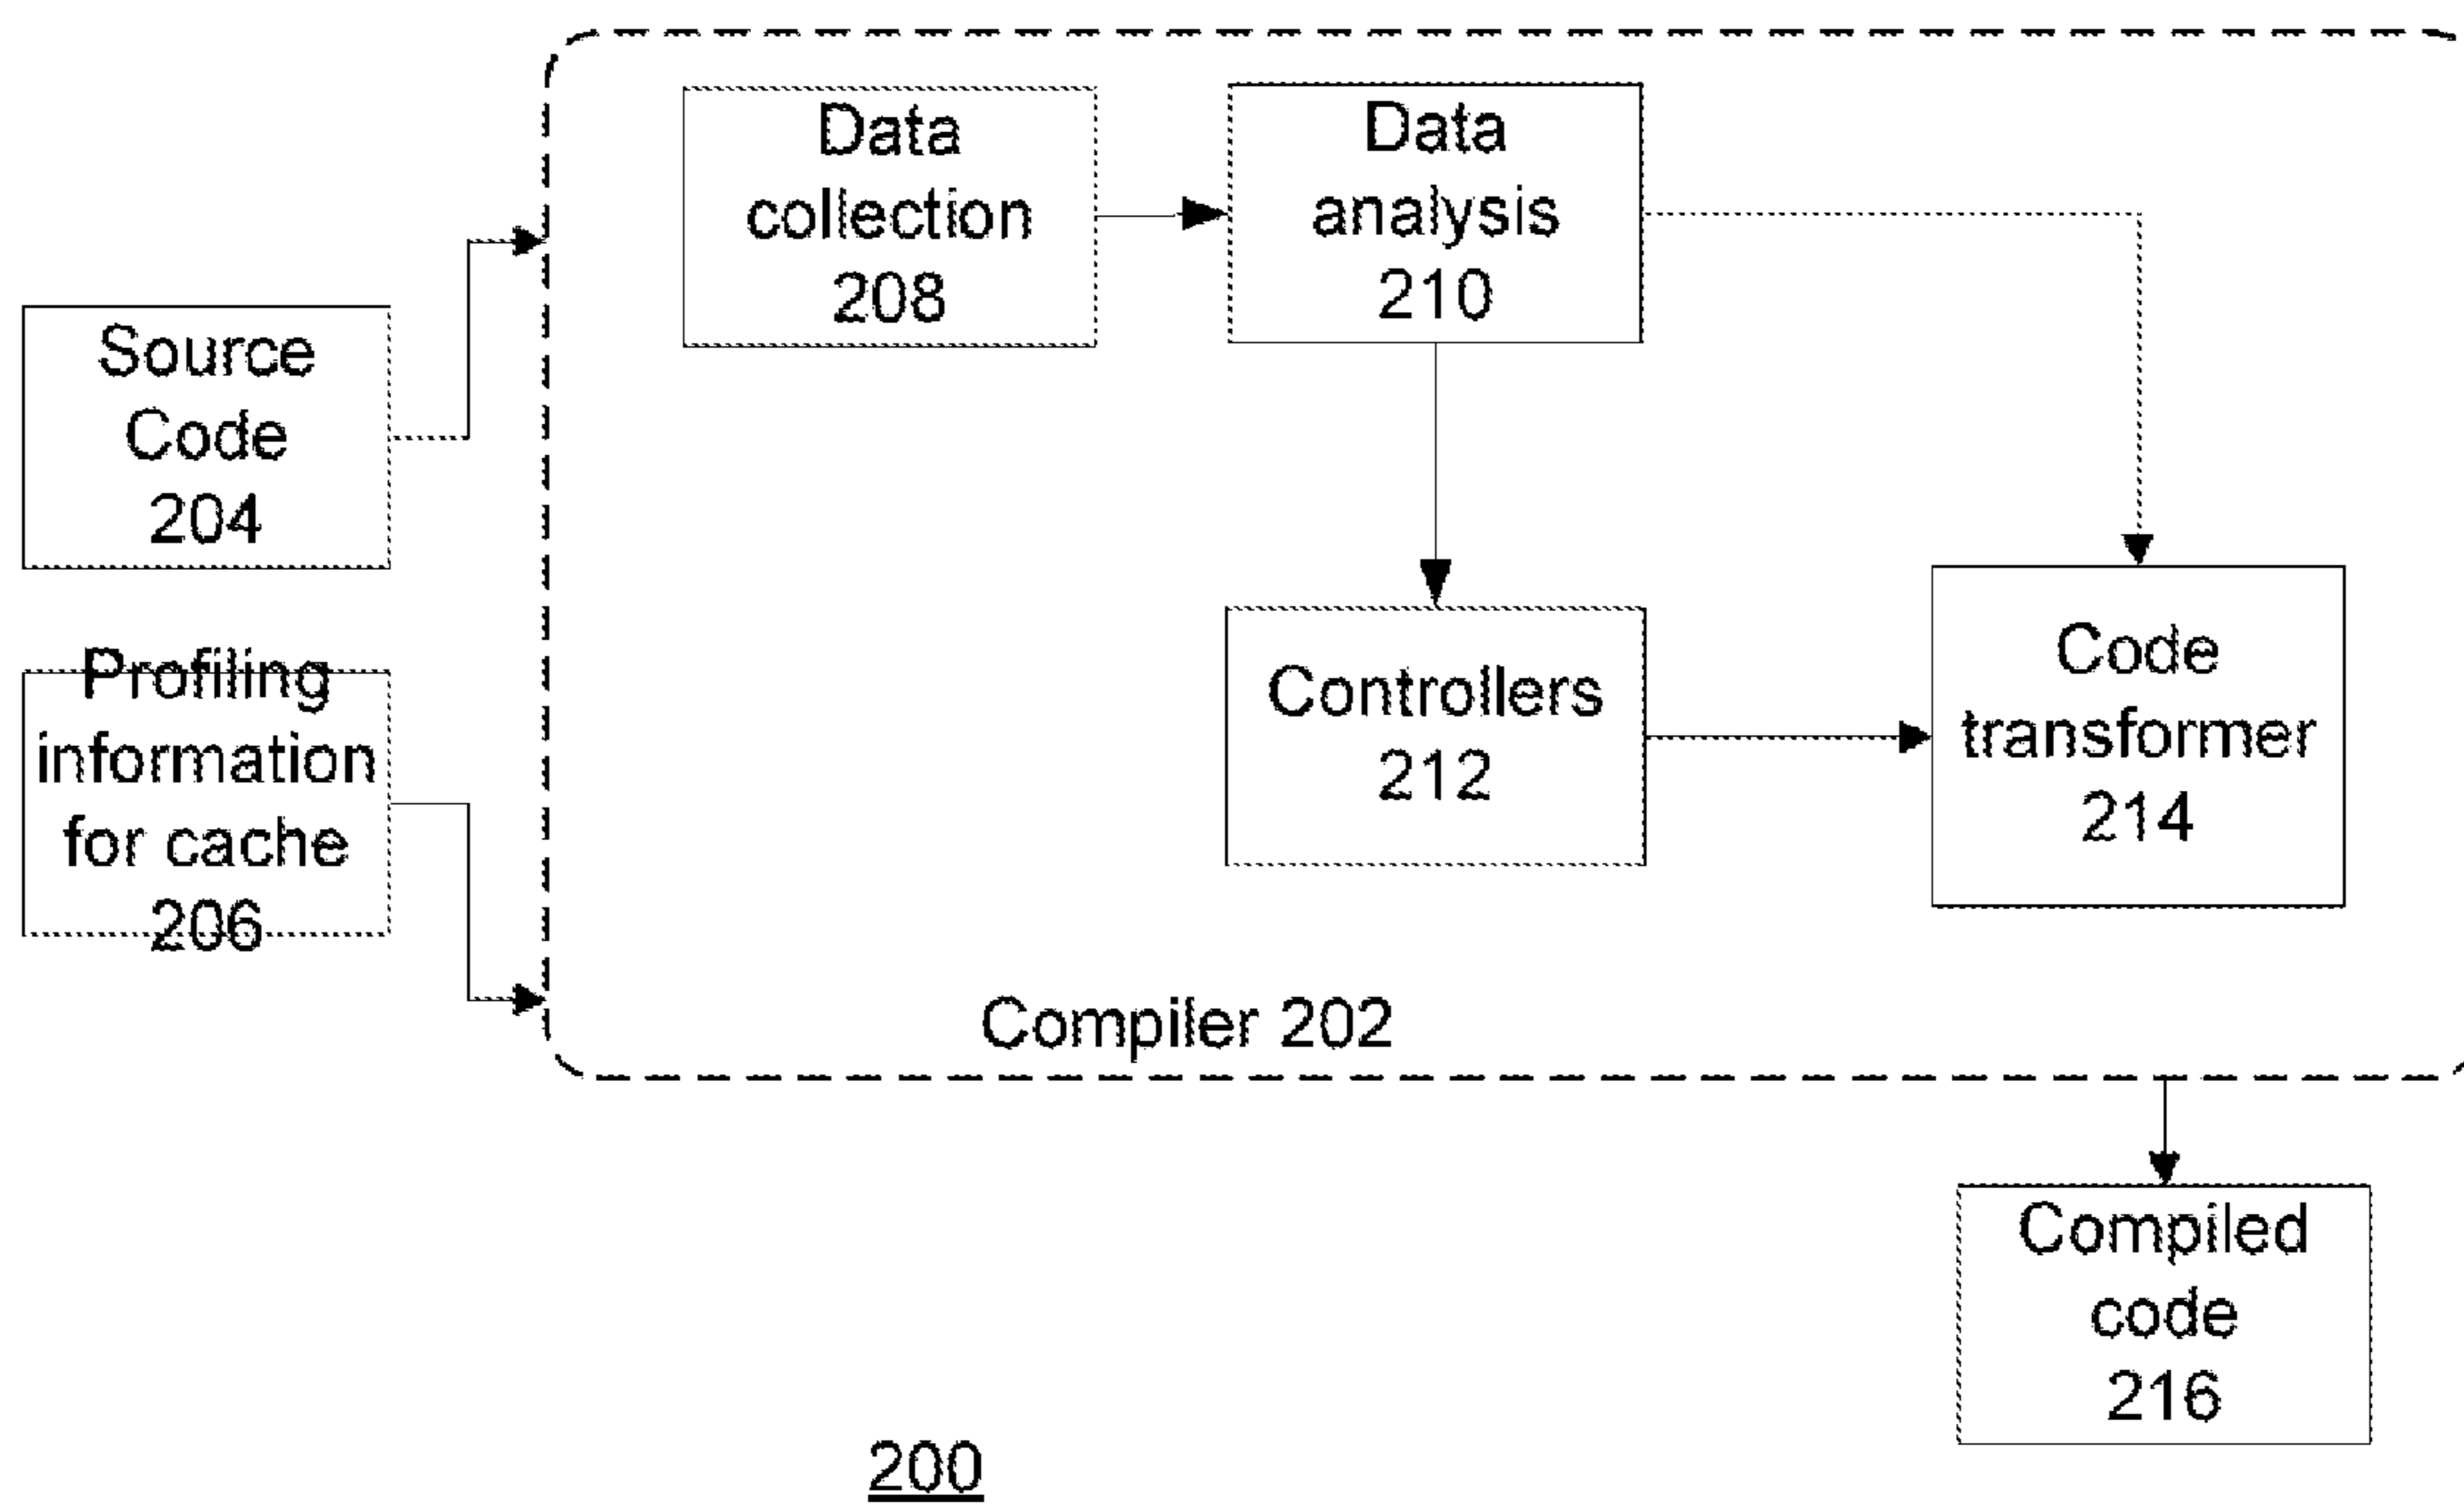 Data
collection
208
Data
analysis
210
Source
Code
204
Profiling
information
for cache
206
Controllers
212
Code
transformer
214
Compiler 202
Compiled
code
216
200